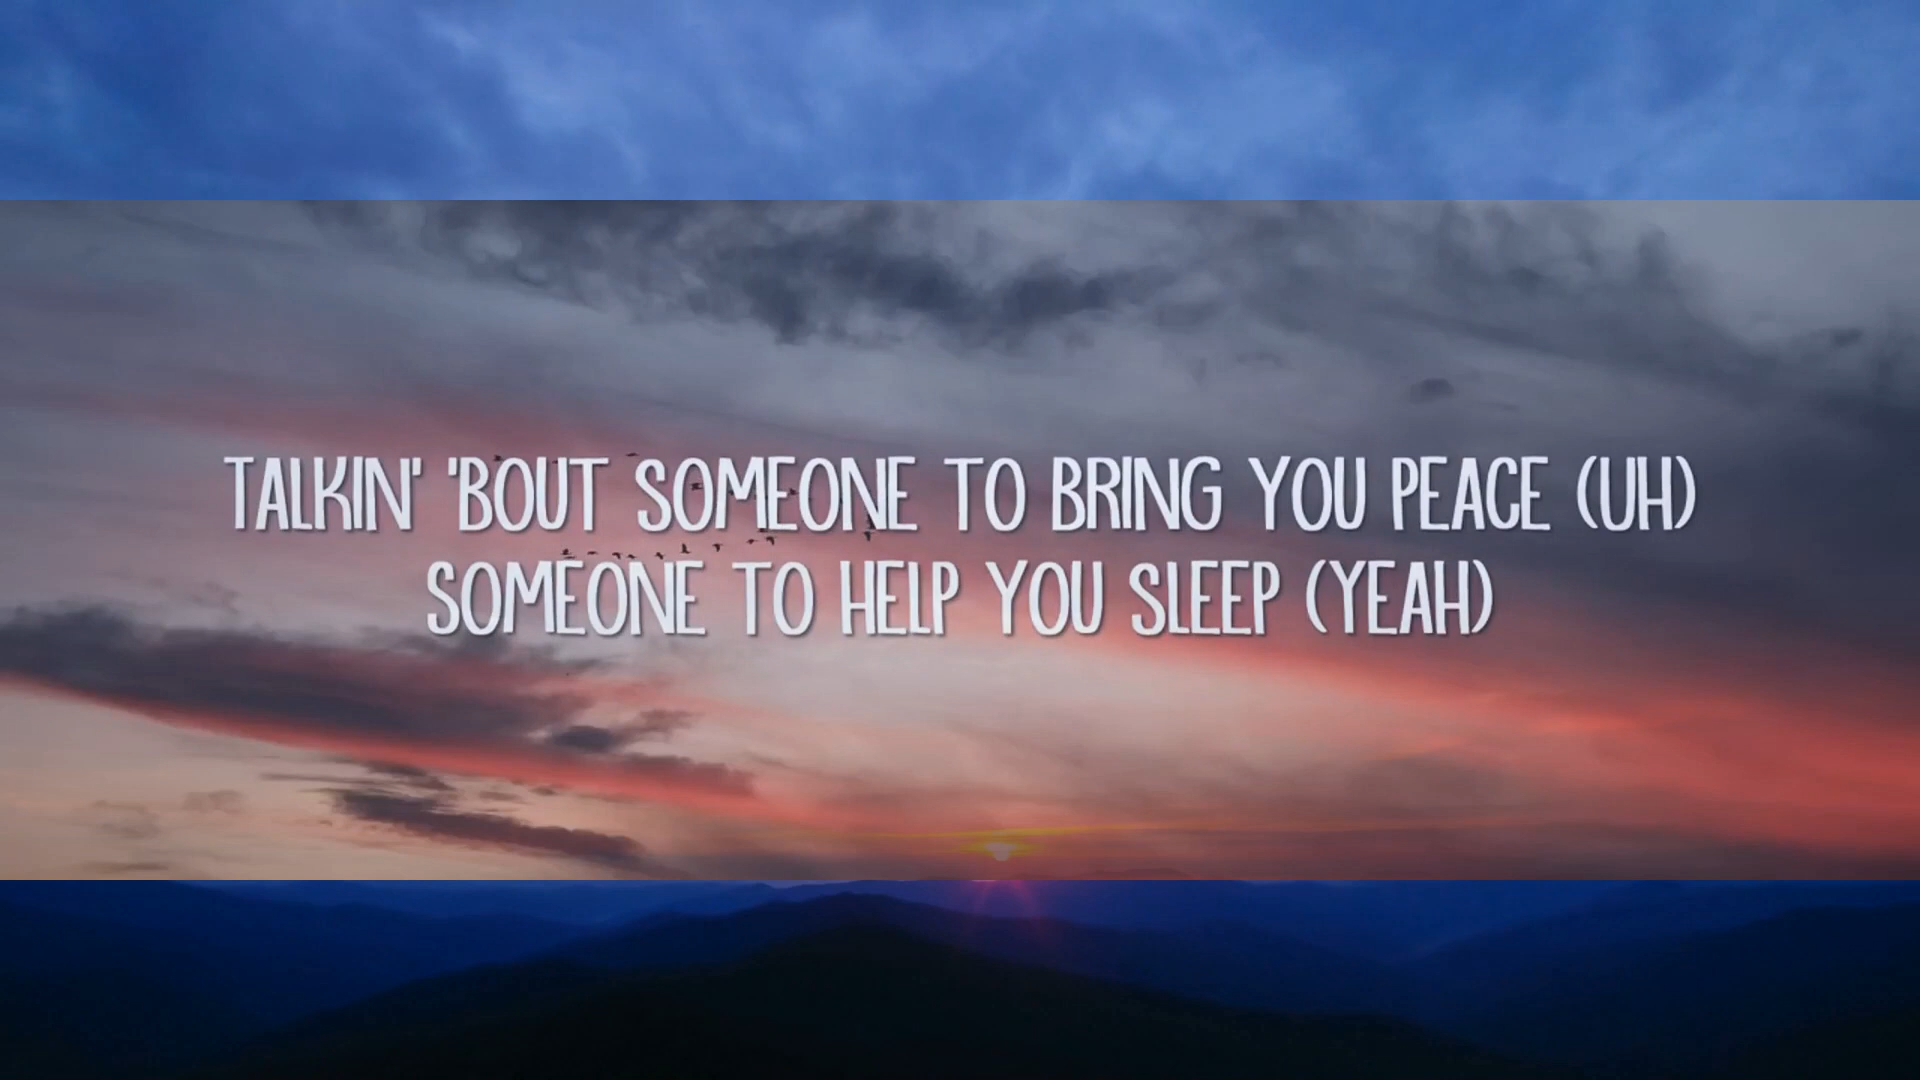 TALKIN' 'BOUT SOMEONE TO BRING YOU PEACE (UH)
SOMEONE TO HELP YOU SLEEP (YEAH)